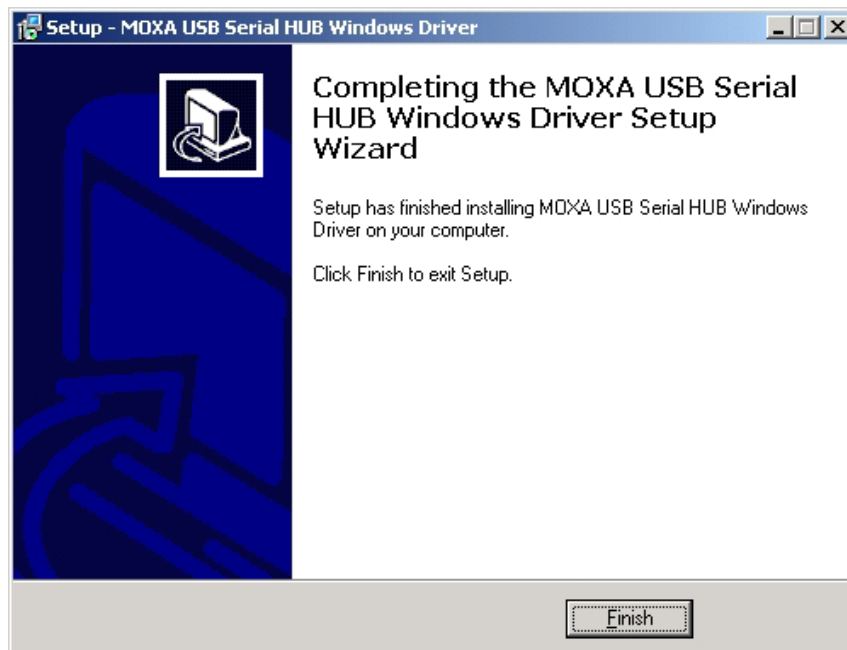 Setup - MOXA USB Serial HUB Windows Driver
Completing the MOXA USB Serial
HUB Windows Driver Setup
Wizard
Setup has finished installing MOXA USB Serial HUB Windows
Driver on your computer.
Click Finish to exit Setup.
Finish